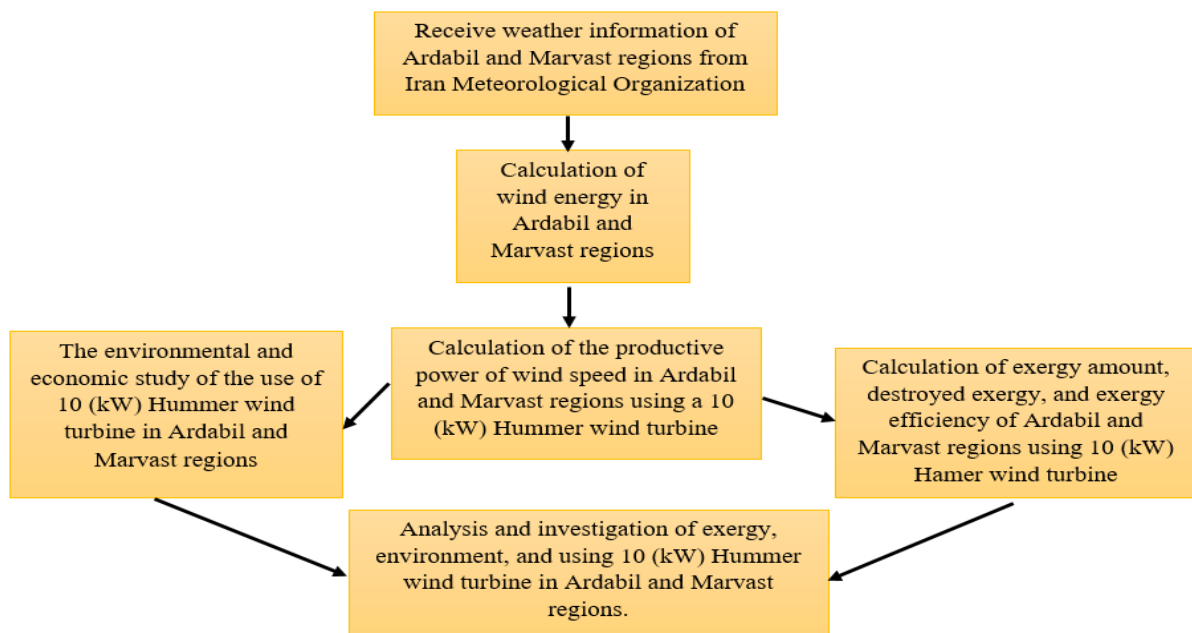 Receive weather information of
Ardabil and Marvast regions from
Iran Meteorological Organization
Calculation of
wind energy in
Ardabil and
Marvast regions
The environmental and
economic study of the use of
10 (kW) Hummer wind
turbine in Ardabil and
Marvast regions
Calculation of the productive
power of wind speed in Ardabil
and Marvast regions using a 10
(kW) Hummer wind turbine
Calculation of exergy amount,
destroyed exergy, and exergy
efficiency of Ardabil and
Marvast regions using 10 (kW)
Hamer wind turbine
Analysis and investigation of exergy,
environment, and using 10 (kW) Hummer
wind turbine in Ardabil and Marvast
regions.